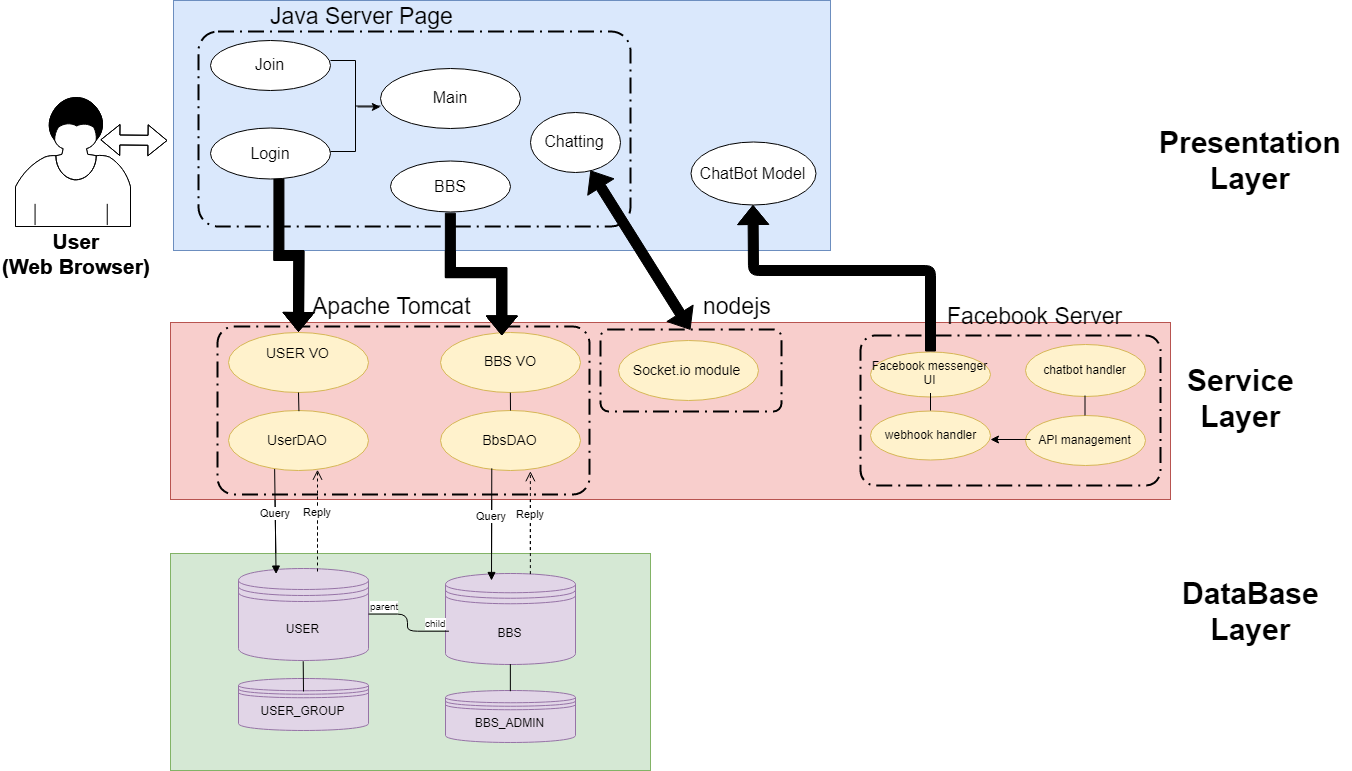 Java Server Page
Join
Main
Login
Chatting
BBS
ChatBot Model
Presentation
Layer
User
(Web Browser)
Apache Tomcat
nodejs
Facebook Server
USER VO
BBS VO
Socket.io module
Facebook messenger
UI
chatbot handler
UserDAO
BbsDAO
webhook handler
API management
Service
Layer
Query
Reply
Query
Reply
parent
child
USER
BBS
USER_GROUP
BBS_ADMIN
DataBase
Layer